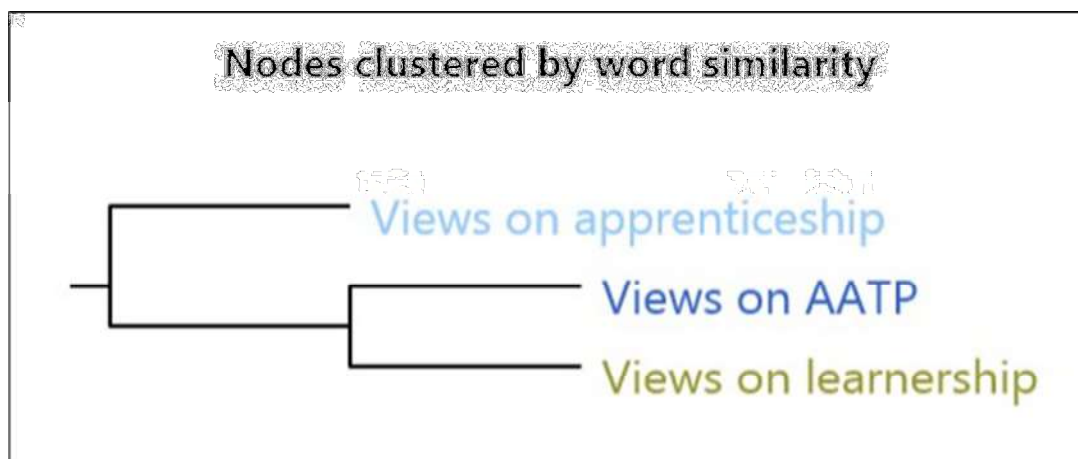 Nodes clustered by word similarity
Views on apprenticeship
Views on AATP
Views on learnership